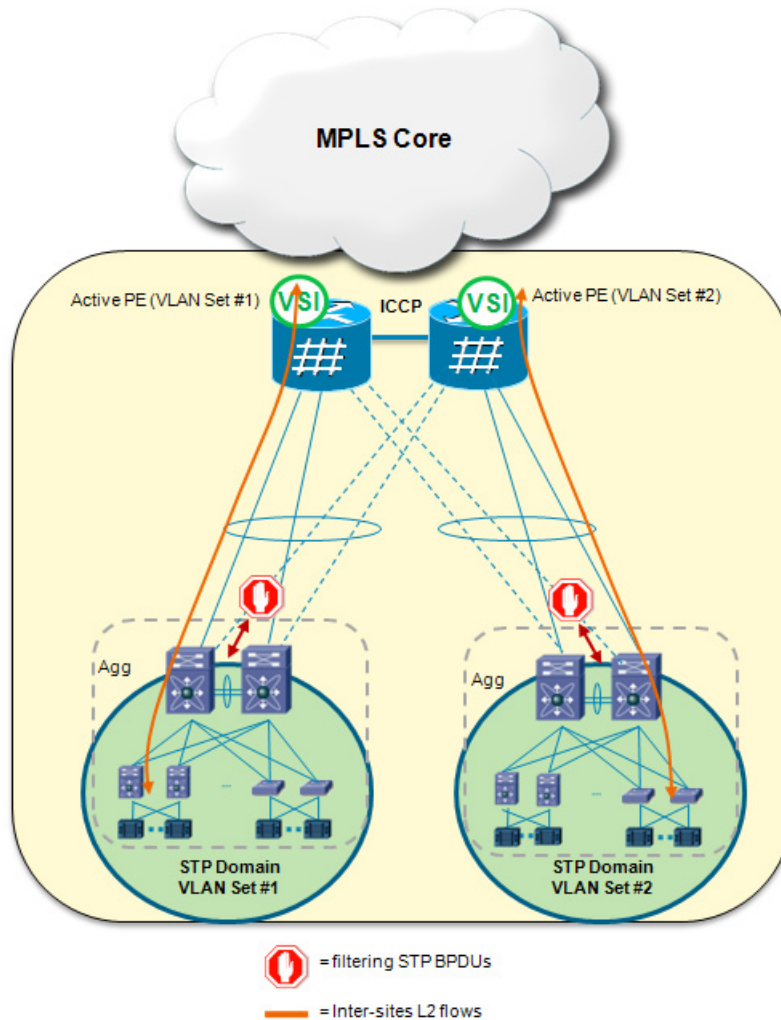 MPLS Core
Active PE (VLAN Set #1)
VSI
ICCP
VSI
Active PE (VLAN Set #2)
Agg
Agg
...
...
STP Domain
VLAN Set #1
STP Domain
VLAN Set #2
= filtering STP BPDUs
= Inter-sites L2 flows